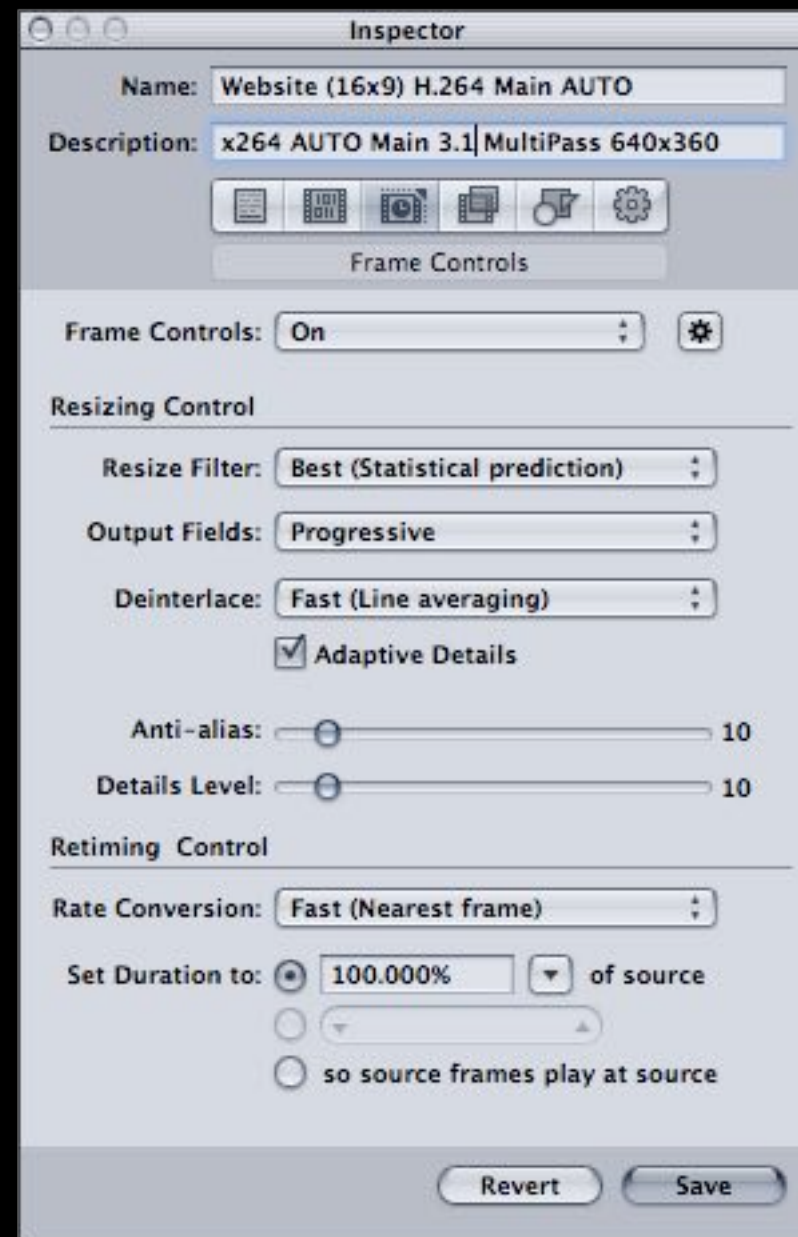 Inspector
Name: Website (16x9) H.264 Main AUTO
Description: x264 AUTO Main 3.1 MultiPass 640x360
Frame Controls
Frame Controls: On
Resizing Control
Resize Filter: Best (Statistical prediction)
Output Fields: Progressive
Deinterlace: Fast (Line averaging)
Adaptive Details
Anti-alias: 10
Details Level: 10
Retiming Control
Rate Conversion: Fast (Nearest frame)
Set Duration to: 100.000% of source
so source frames play at source
Revert Save